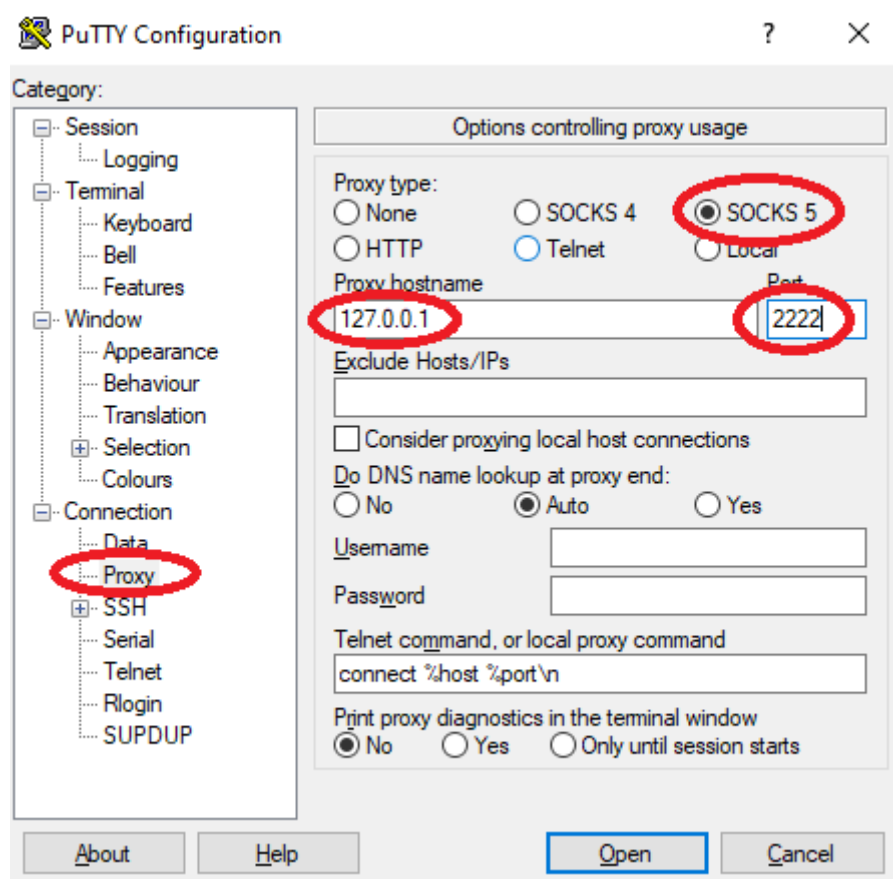 PuTTY Configuration ? ×
Category:
Session
Logging
Terminal
Keyboard
Bell
Features
Window
Appearance
Behaviour
Translation
Selection
Colours
Connection
Data
Proxy
SSH
Serial
Telnet
Rlogin
SUPDUP
Options controlling proxy usage
Proxy type:
None SOCKS 4 SOCKS 5
HTTP Telnet Local
Proxy hostname Port
127.0.0.1 2222
Exclude Hosts/IPs
Consider proxying local host connections
Do DNS name lookup at proxy end:
No Auto Yes
Username
Password
Telnet command, or local proxy command
connect %host %port\n
Print proxy diagnostics in the terminal window
No Yes Only until session starts
About Help Open Cancel